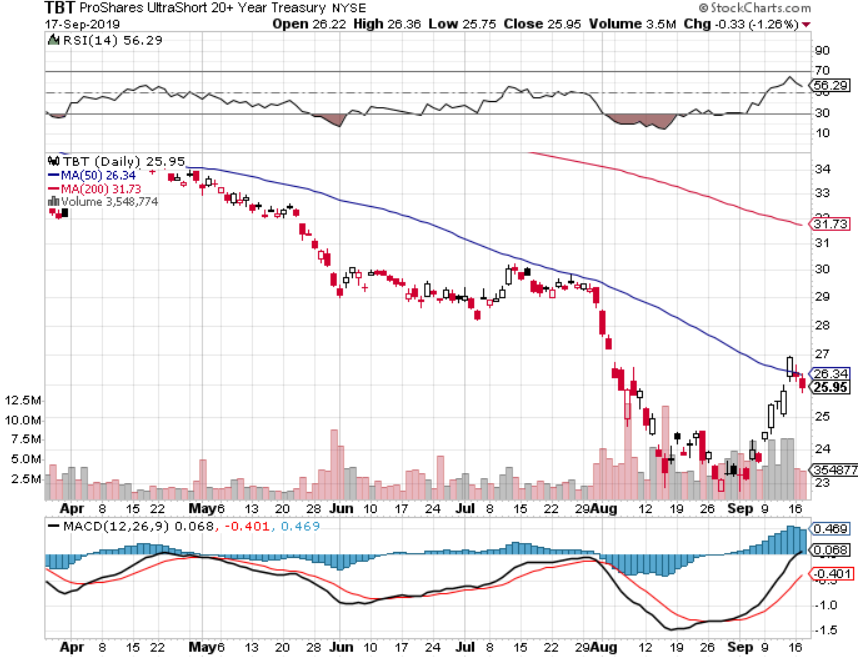 TBT ProShares UltraShort 20+ Year Treasury NYSE © StockCharts.com
17-Sep-2019 Open 26.22 High 26.36 Low 25.75 Close 25.95 Volume 3.5M Chg -0.33 (-1.26%)
RSI(14) 56.29
90
70
56.29
50
30
10
TBT (Daily) 25.95
MA(50) 26.34
MA(200) 31.73
Volume 3,548,774
34
33
31.73
31
30
29
28
27
26.34
25.95
25
24
354877
23
12.5M
10.0M
7.5M
5.0M
2.5M
Apr 8 15 22 May 6 13 20 28 Jun 10 17 24 Jul 8 15 22 29 Aug 12 19 26 Sep 9 16
MACD(12,26,9) 0.068, -0.401, 0.469
0.469
0.068
-0.401
-0.5
-1.0
-1.5
Apr 8 15 22 May 6 13 20 28 Jun 10 17 24 Jul 8 15 22 29 Aug 12 19 26 Sep 9 16